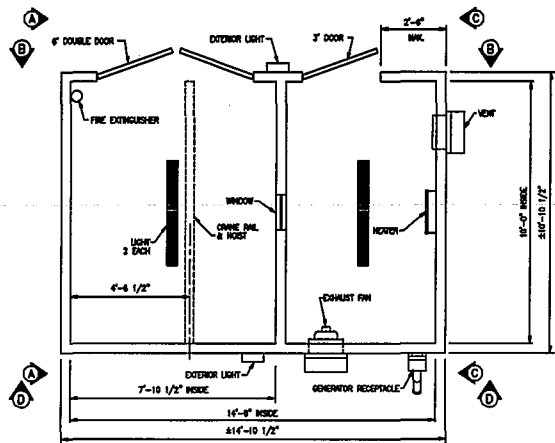 A
C
2'-6"
MAX.
B
B
6' DOUBLE DOOR
EXTERIOR LIGHT
3' DOOR
FIRE EXTINGUISHER
VENT
WINDOW
LIGHT
2 EACH
CRANE RAIL
& HOIST
HEATER
10'-0" INSIDE
±10'-10 1/2"
4'-6 1/2"
EXHAUST FAN
A
EXTERIOR LIGHT
C
D
7'-10 1/2" INSIDE
GENERATOR RECEPTACLE
D
INSIDE
±14'-10 1/2"